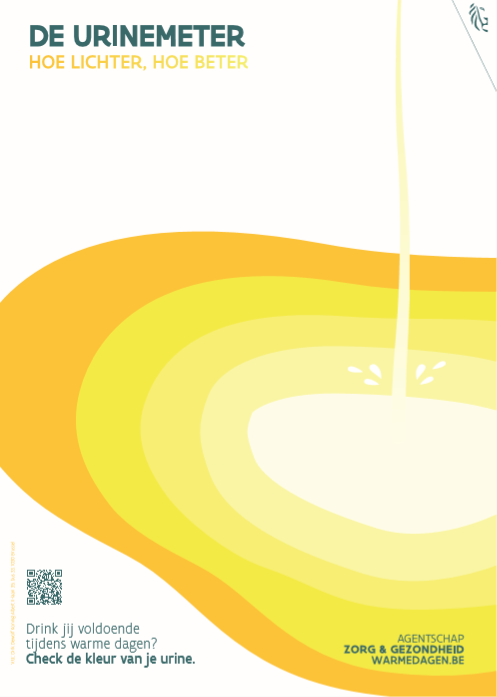 DE URINEMETER
HOE LICHTER, HOE BETER
Drink jij voldoende
tijdens warme dagen?
Check de kleur van je urine.
AGENTSCHAP
ZORG & GEZONDHEID
WARMEDAGEN.BE